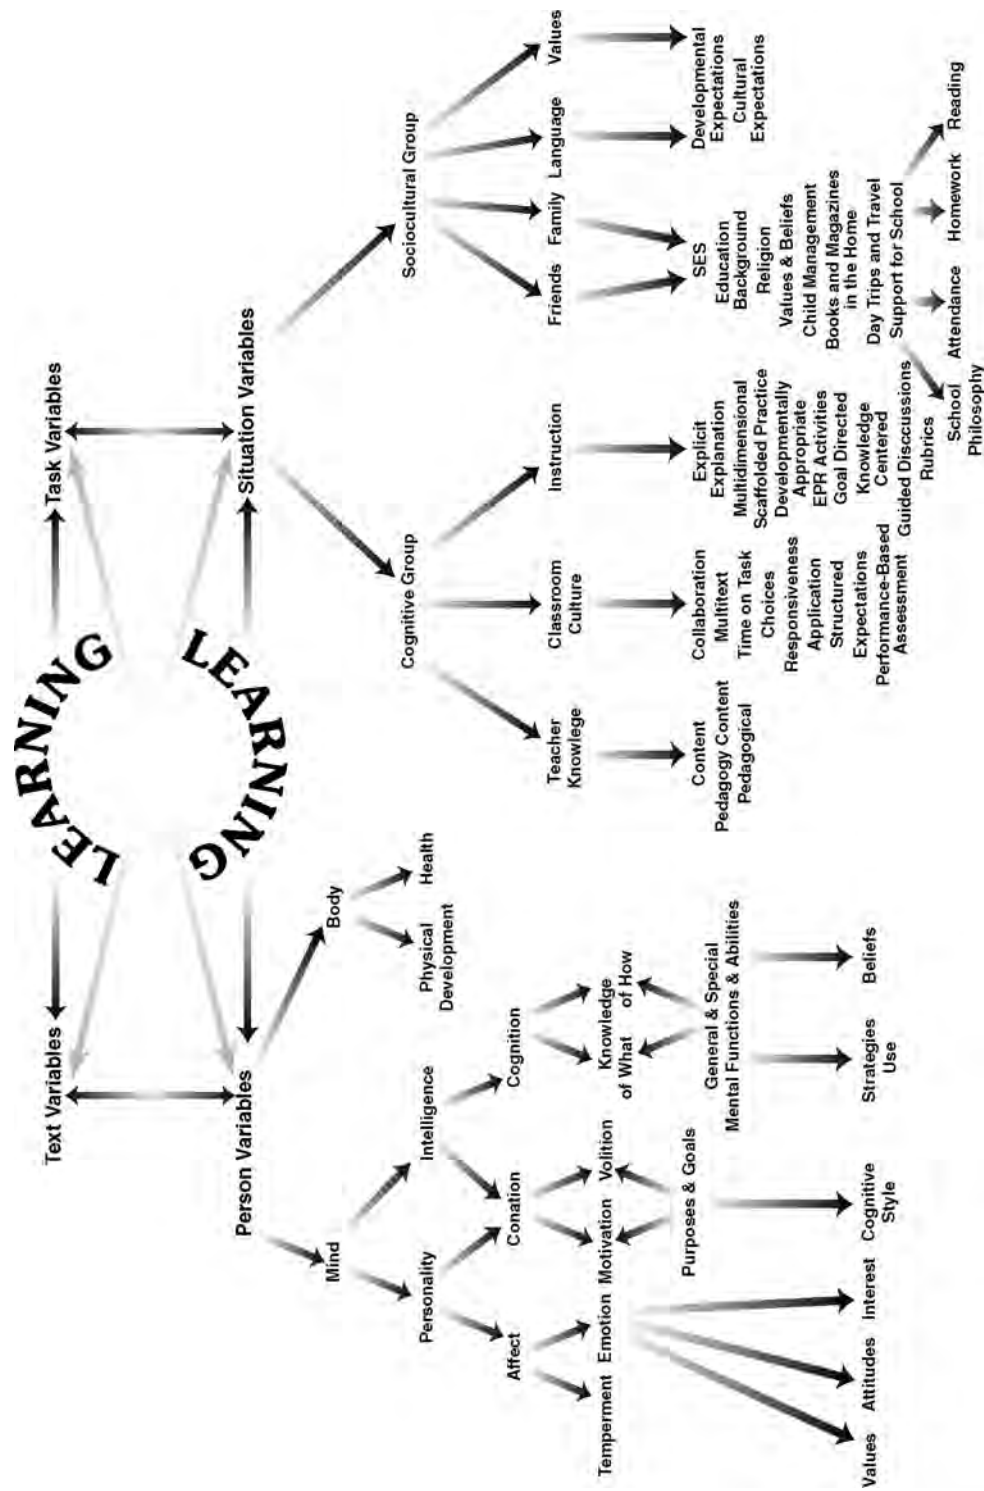 LEARNING
LEARNING
Text Variables
Task Variables
Person Variables
Situation Variables
Mind
Body
Personality
Intelligence
Physical
Development
Health
Affect
Conation
Cognition
Temperment
Emotion
Motivation
Volition
Knowledge
of What
of How
Purposes & Goals
General & Special
Mental Functions & Abilities
Values
Attitudes
Interest
Cognitive
Style
Strategies
Use
Beliefs
Cognitive Group
Sociocultural Group
Teacher
Knowlege
Classroom
Culture
Instruction
Friends
Family
Language
Values
Content
Pedagogy Content
Pedagogical
Collaboration
Multitext
Time on Task
Choices
Responsiveness
Application
Structured
Expectations
Performance-Based
Assessment
Explicit
Explanation
Multidimensional
Scaffolded Practice
Developmentally
Appropriate
EPR Activities
Goal Directed
Knowledge
Centered
Guided Disccussions
Rubrics
SES
Education
Background
Religion
Values & Beliefs
Child Management
Books and Magazines
in the Home
Day Trips and Travel
Support for School
Developmental
Expectations
Cultural
Expectations
School
Philosophy
Attendance
Homework
Reading